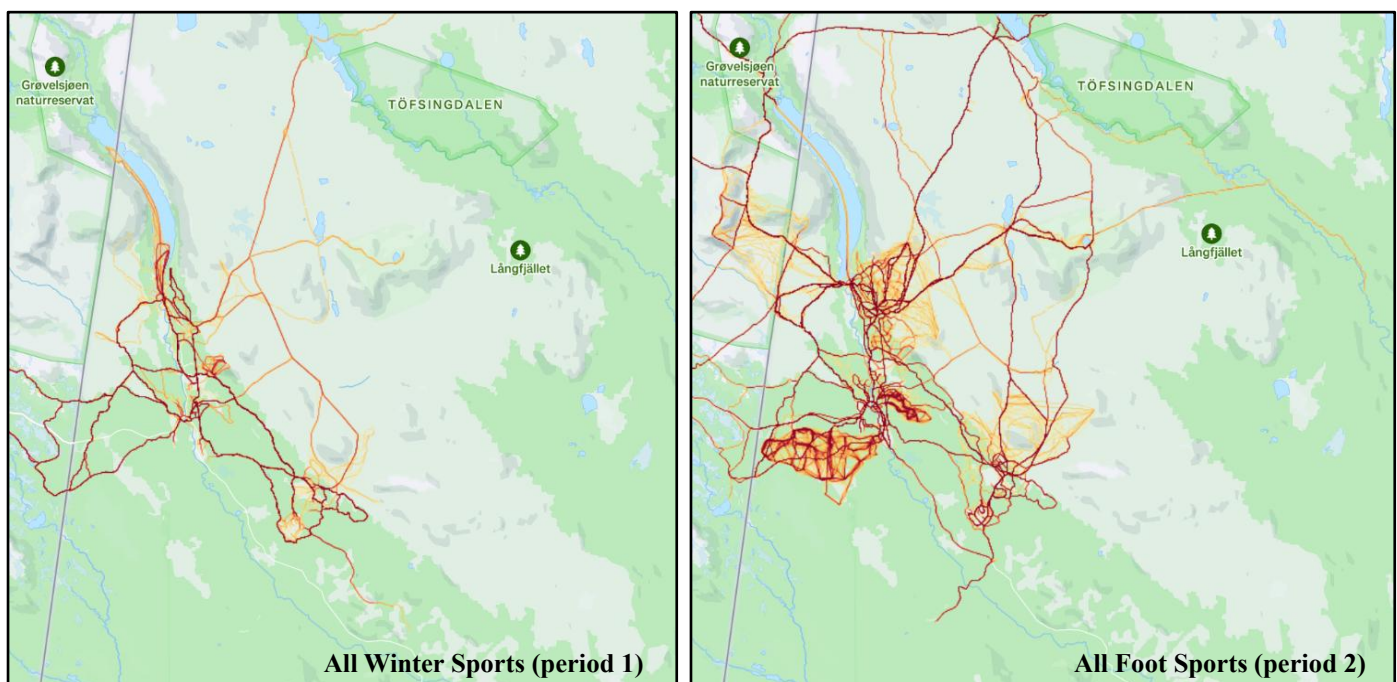 Grøvelsjøen
naturreservat
TÖFSINGDALEN
Långfjället
All Winter Sports (period 1)
Grøvelsjøen
naturreservat
TÖFSINGDALEN
Långfjället
All Foot Sports (period 2)